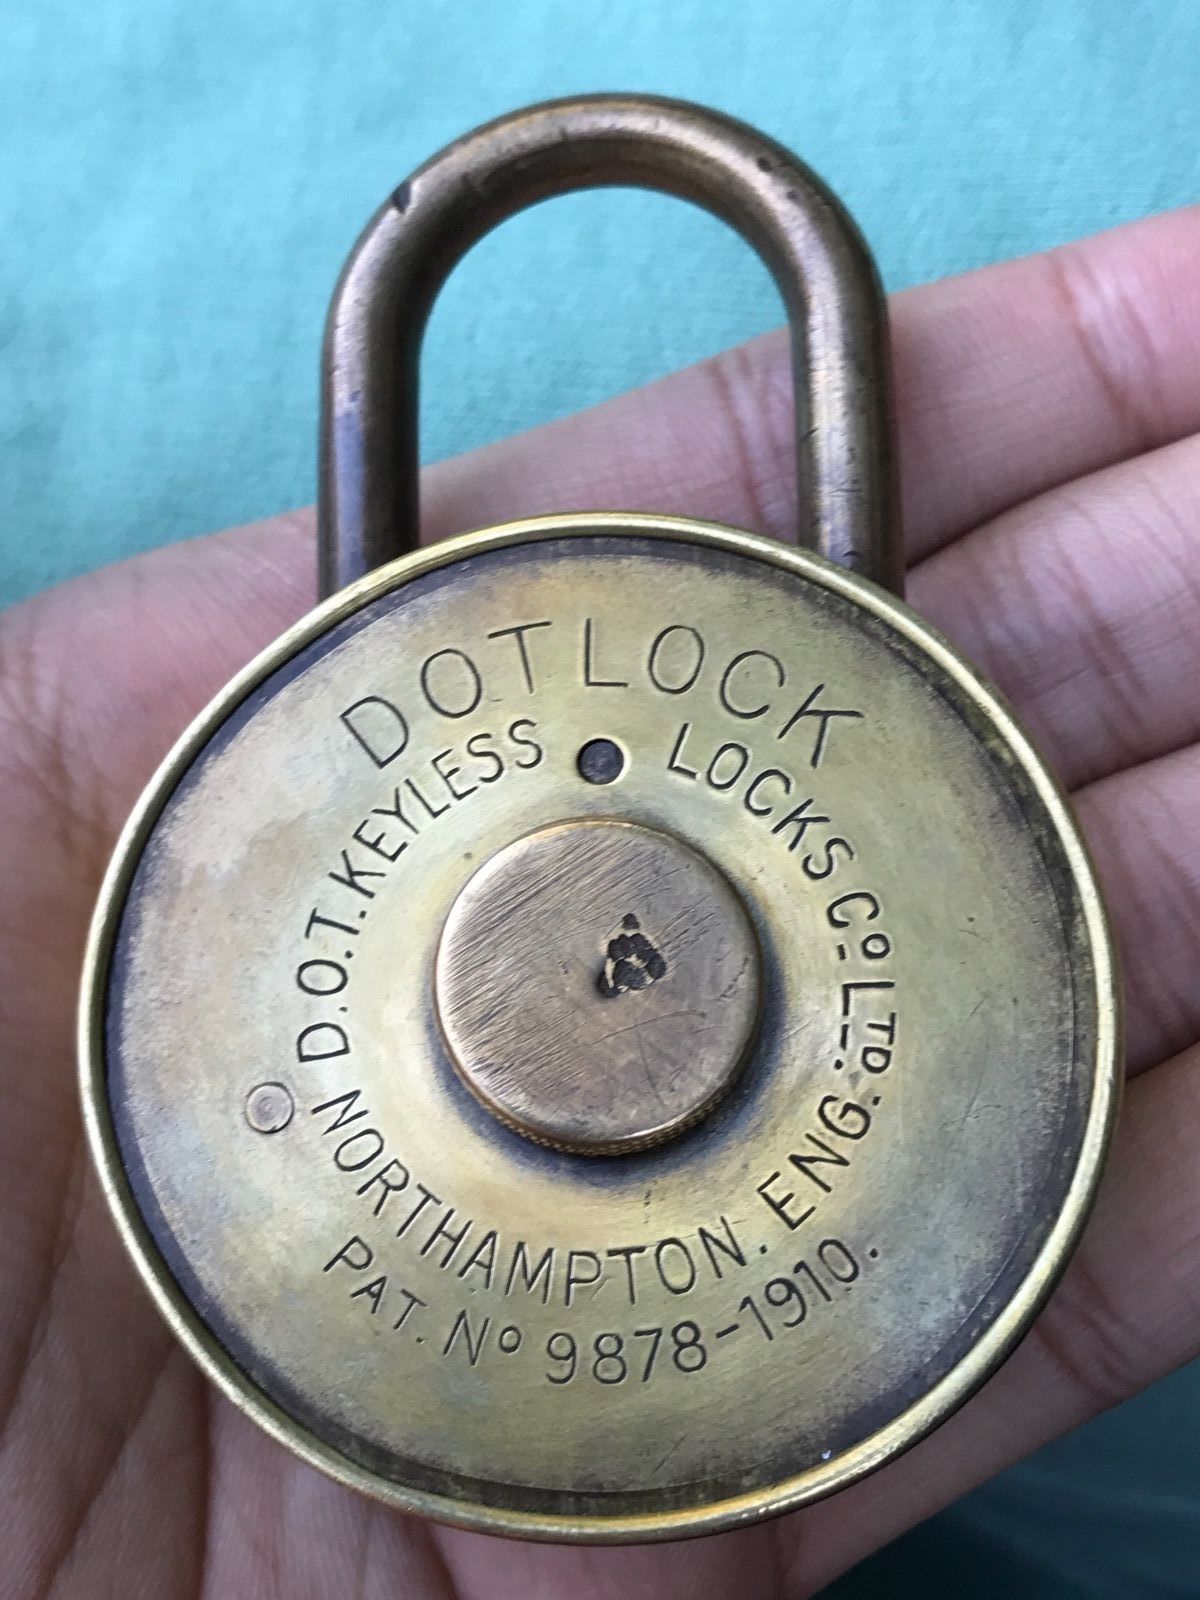 DOTLOCK
D.O.T. KEYLESS LOCKS Co. LTD.
NORTHAMPTON. ENG.
PAT. No 9878-1910.